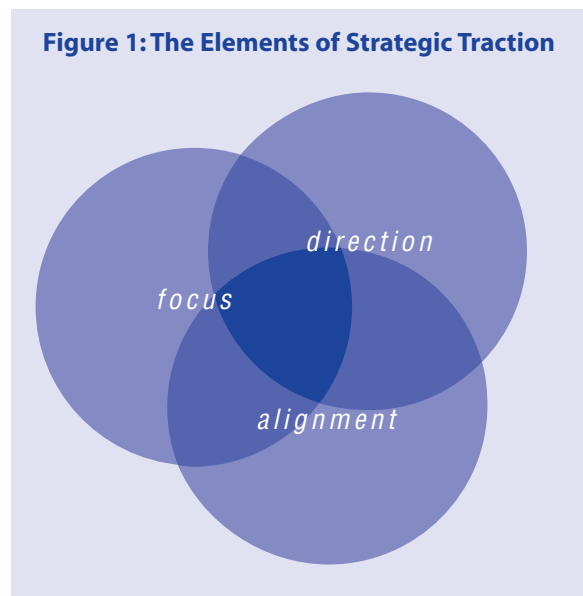 Figure 1: The Elements of Strategic Traction
direction
focus
alignment